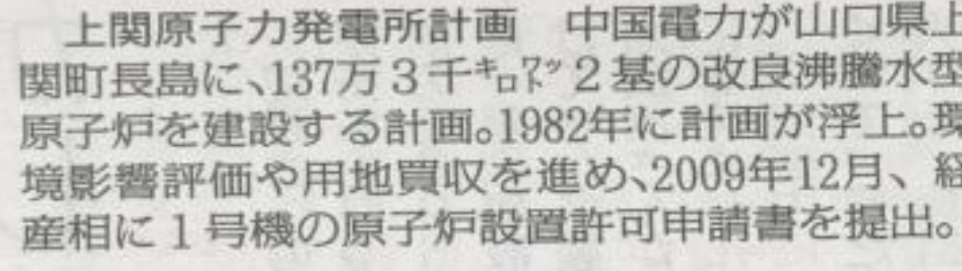 上関原子力発電所計画　中国電力が山口県上
関町長島に、137万3千キロワット2基の改良沸騰水型
原子炉を建設する計画。1982年に計画が浮上。環
境影響評価や用地買収を進め、2009年12月、経
産相に1号機の原子炉設置許可申請書を提出。